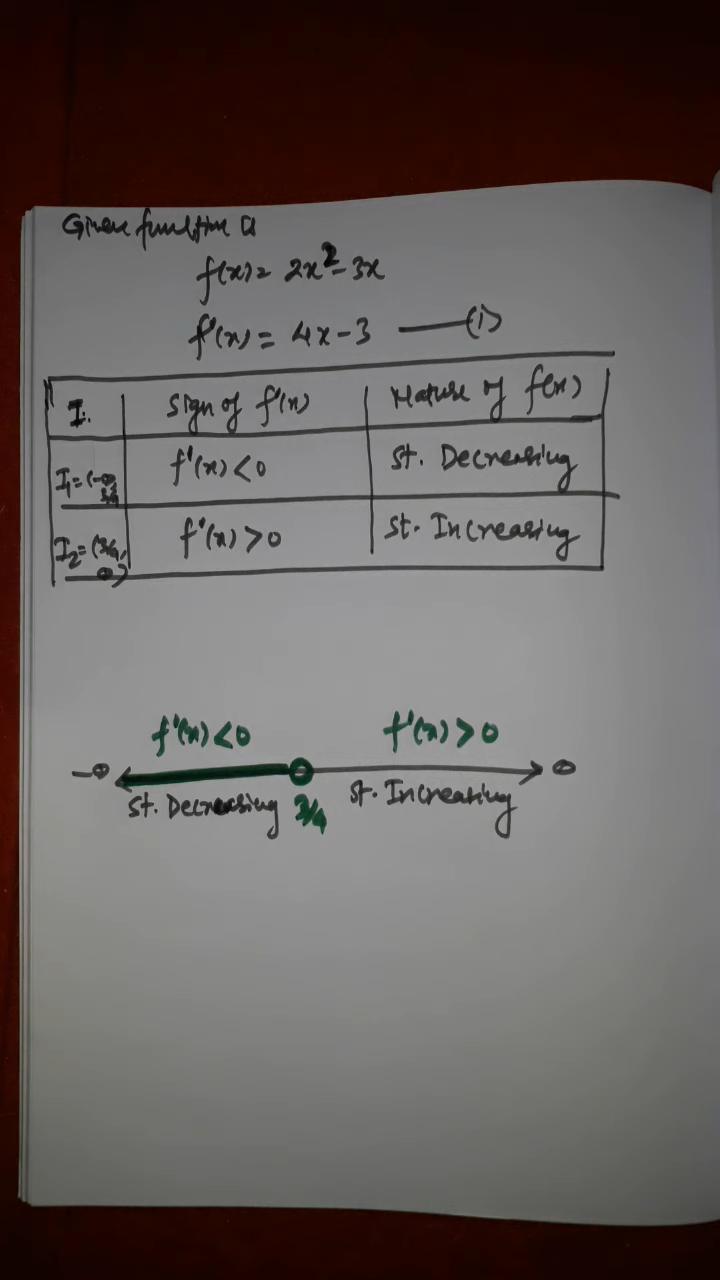 Given function is
f(x) = 2x² - 3x
f'(x) = 4x - 3 —— (1)
I. | Sign of f'(x) | Nature of f(x)
I₁ = (-∞, 3/4) | f'(x) < 0 | St. Decreasing
I₂ = (3/4, ∞) | f'(x) > 0 | St. Increasing
f'(x) < 0 f'(x) > 0
-∞ ∞
St. Decreasing 3/4 St. Increasing